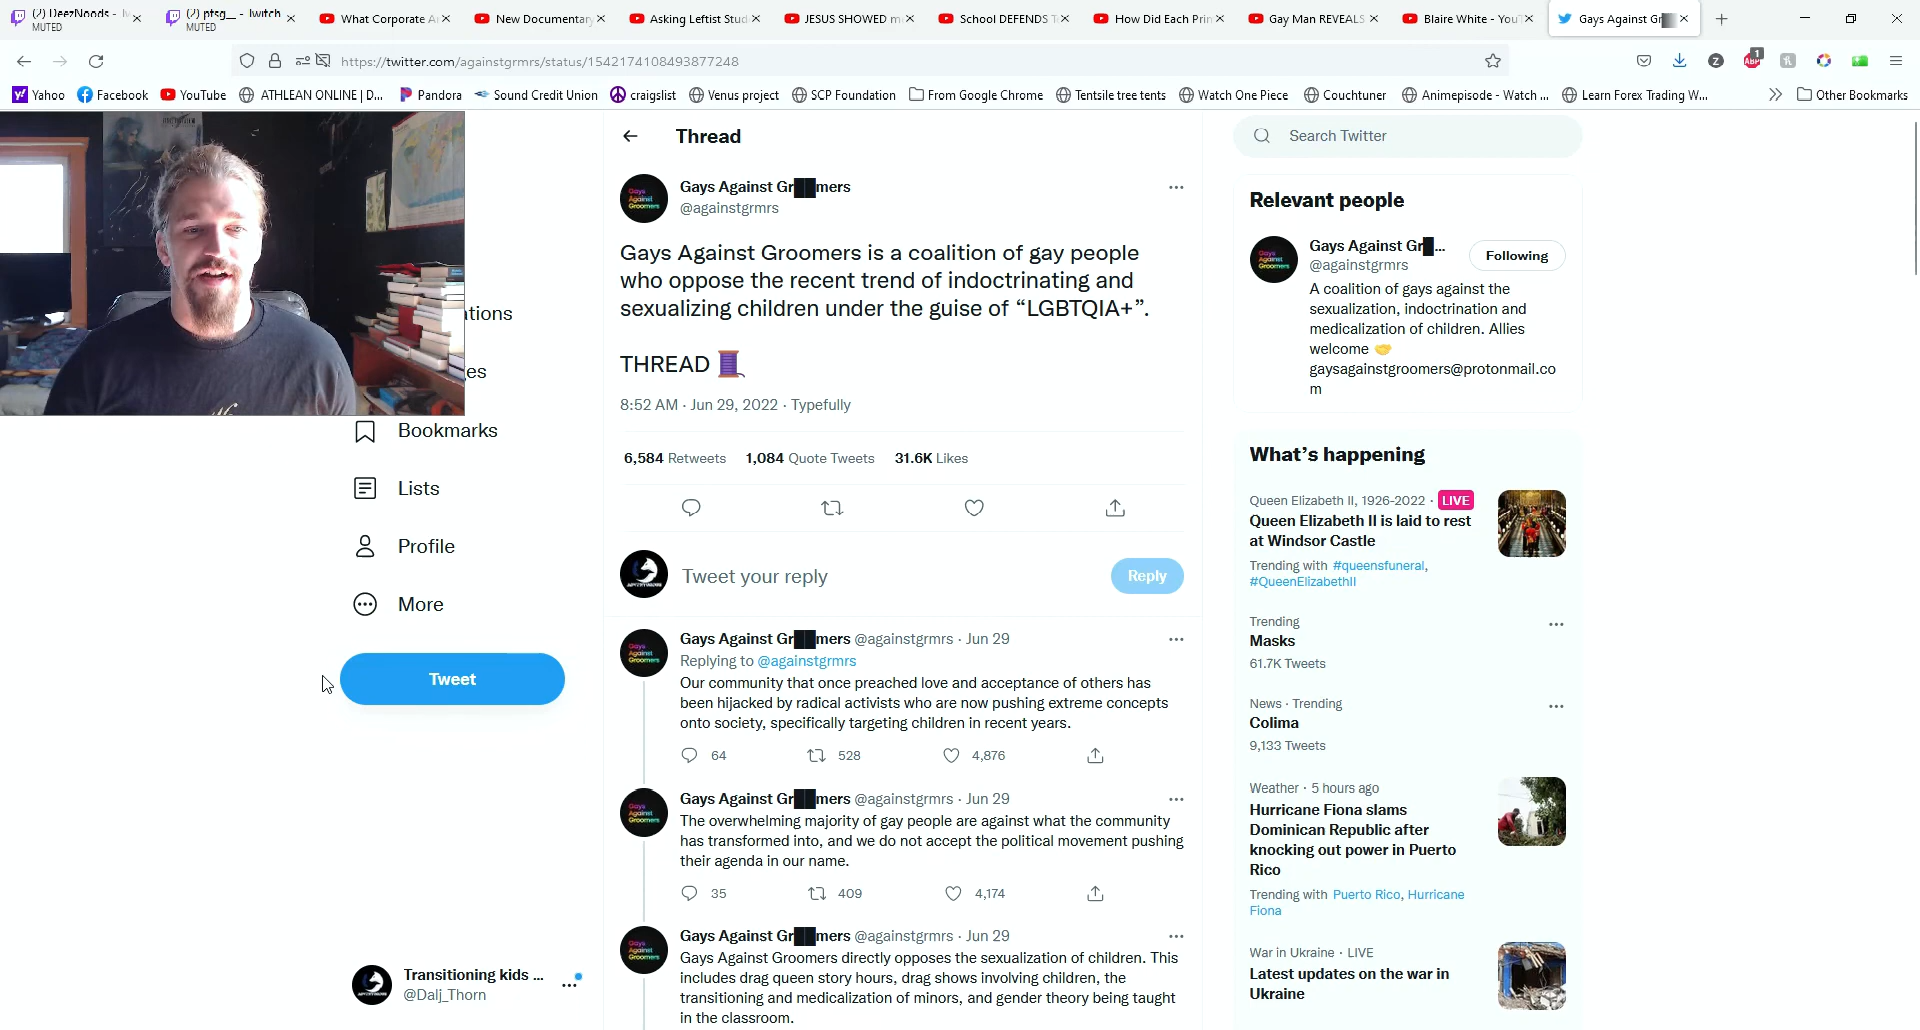 (2) DeezNoods - Tw
MUTED
(2) ptsg__ - Twitch
MUTED
What Corporate A
New Documentary
Asking Leftist Stud
JESUS SHOWED m
School DEFENDS T
How Did Each Prin
Gay Man REVEALS
Blaire White - YouT
Gays Against Gr
https://twitter.com/againstgrmrs/status/1542174108493877248
1
ABP
Yahoo
Facebook
YouTube
ATHLEAN ONLINE | D...
Pandora
Sound Credit Union
craigslist
Venus project
SCP Foundation
From Google Chrome
Tentsile tree tents
Watch One Piece
Couchtuner
Animepisode - Watch ...
Learn Forex Trading W...
Other Bookmarks
tions
es
Bookmarks
Lists
Profile
More
Tweet
Transitioning kids ...
@Dalj_Thorn
Thread
Gays Against Gr██mers
@againstgrmrs
Gays Against Groomers is a coalition of gay people
who oppose the recent trend of indoctrinating and
sexualizing children under the guise of “LGBTQIA+”.
THREAD 🧵
8:52 AM · Jun 29, 2022 · Typefully
6,584 Retweets 1,084 Quote Tweets 31.6K Likes
Tweet your reply
Reply
Gays Against Gr██mers @againstgrmrs · Jun 29
Replying to @againstgrmrs
Our community that once preached love and acceptance of others has
been hijacked by radical activists who are now pushing extreme concepts
onto society, specifically targeting children in recent years.
64 528 4,876
Gays Against Gr██mers @againstgrmrs · Jun 29
The overwhelming majority of gay people are against what the community
has transformed into, and we do not accept the political movement pushing
their agenda in our name.
35 409 4,174
Gays Against Gr██mers @againstgrmrs · Jun 29
Gays Against Groomers directly opposes the sexualization of children. This
includes drag queen story hours, drag shows involving children, the
transitioning and medicalization of minors, and gender theory being taught
in the classroom.
Search Twitter
Relevant people
Gays Against Gr█...
@againstgrmrs
Following
A coalition of gays against the
sexualization, indoctrination and
medicalization of children. Allies
welcome 🤝
gaysagainstgroomers@protonmail.co
m
What’s happening
Queen Elizabeth II, 1926-2022 · LIVE
Queen Elizabeth II is laid to rest
at Windsor Castle
Trending with #queensfuneral,
#QueenElizabethII
Trending
Masks
61.7K Tweets
News · Trending
Colima
9,133 Tweets
Weather · 5 hours ago
Hurricane Fiona slams
Dominican Republic after
knocking out power in Puerto
Rico
Trending with Puerto Rico, Hurricane
Fiona
War in Ukraine · LIVE
Latest updates on the war in
Ukraine